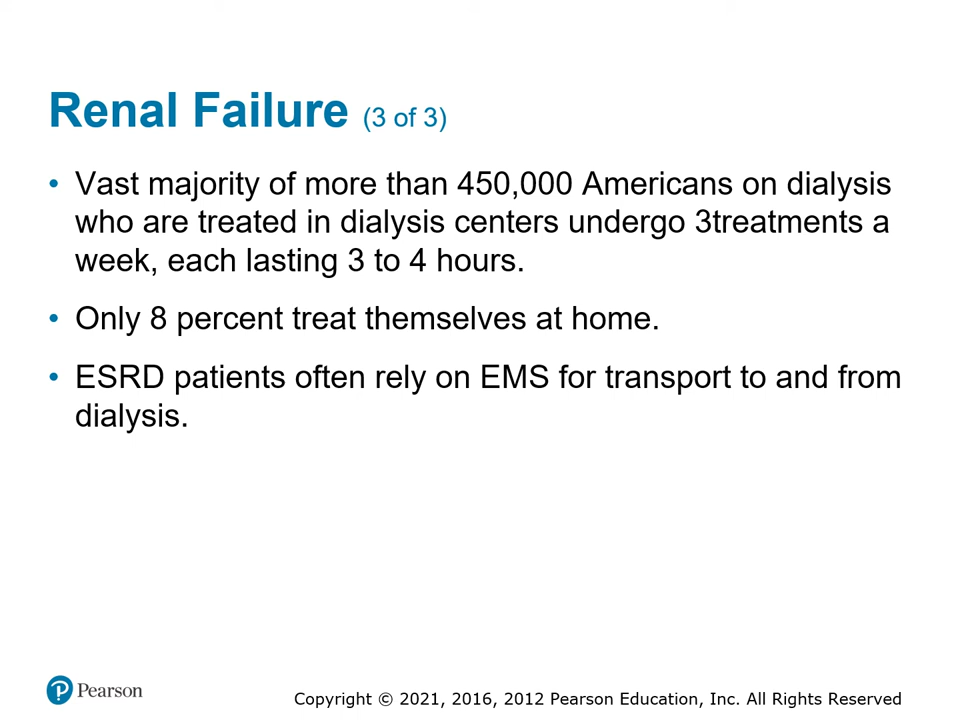 Renal Failure (3 of 3)
• Vast majority of more than 450,000 Americans on dialysis
who are treated in dialysis centers undergo 3treatments a
week, each lasting 3 to 4 hours.
• Only 8 percent treat themselves at home.
• ESRD patients often rely on EMS for transport to and from
dialysis.
Pearson
Copyright © 2021, 2016, 2012 Pearson Education, Inc. All Rights Reserved